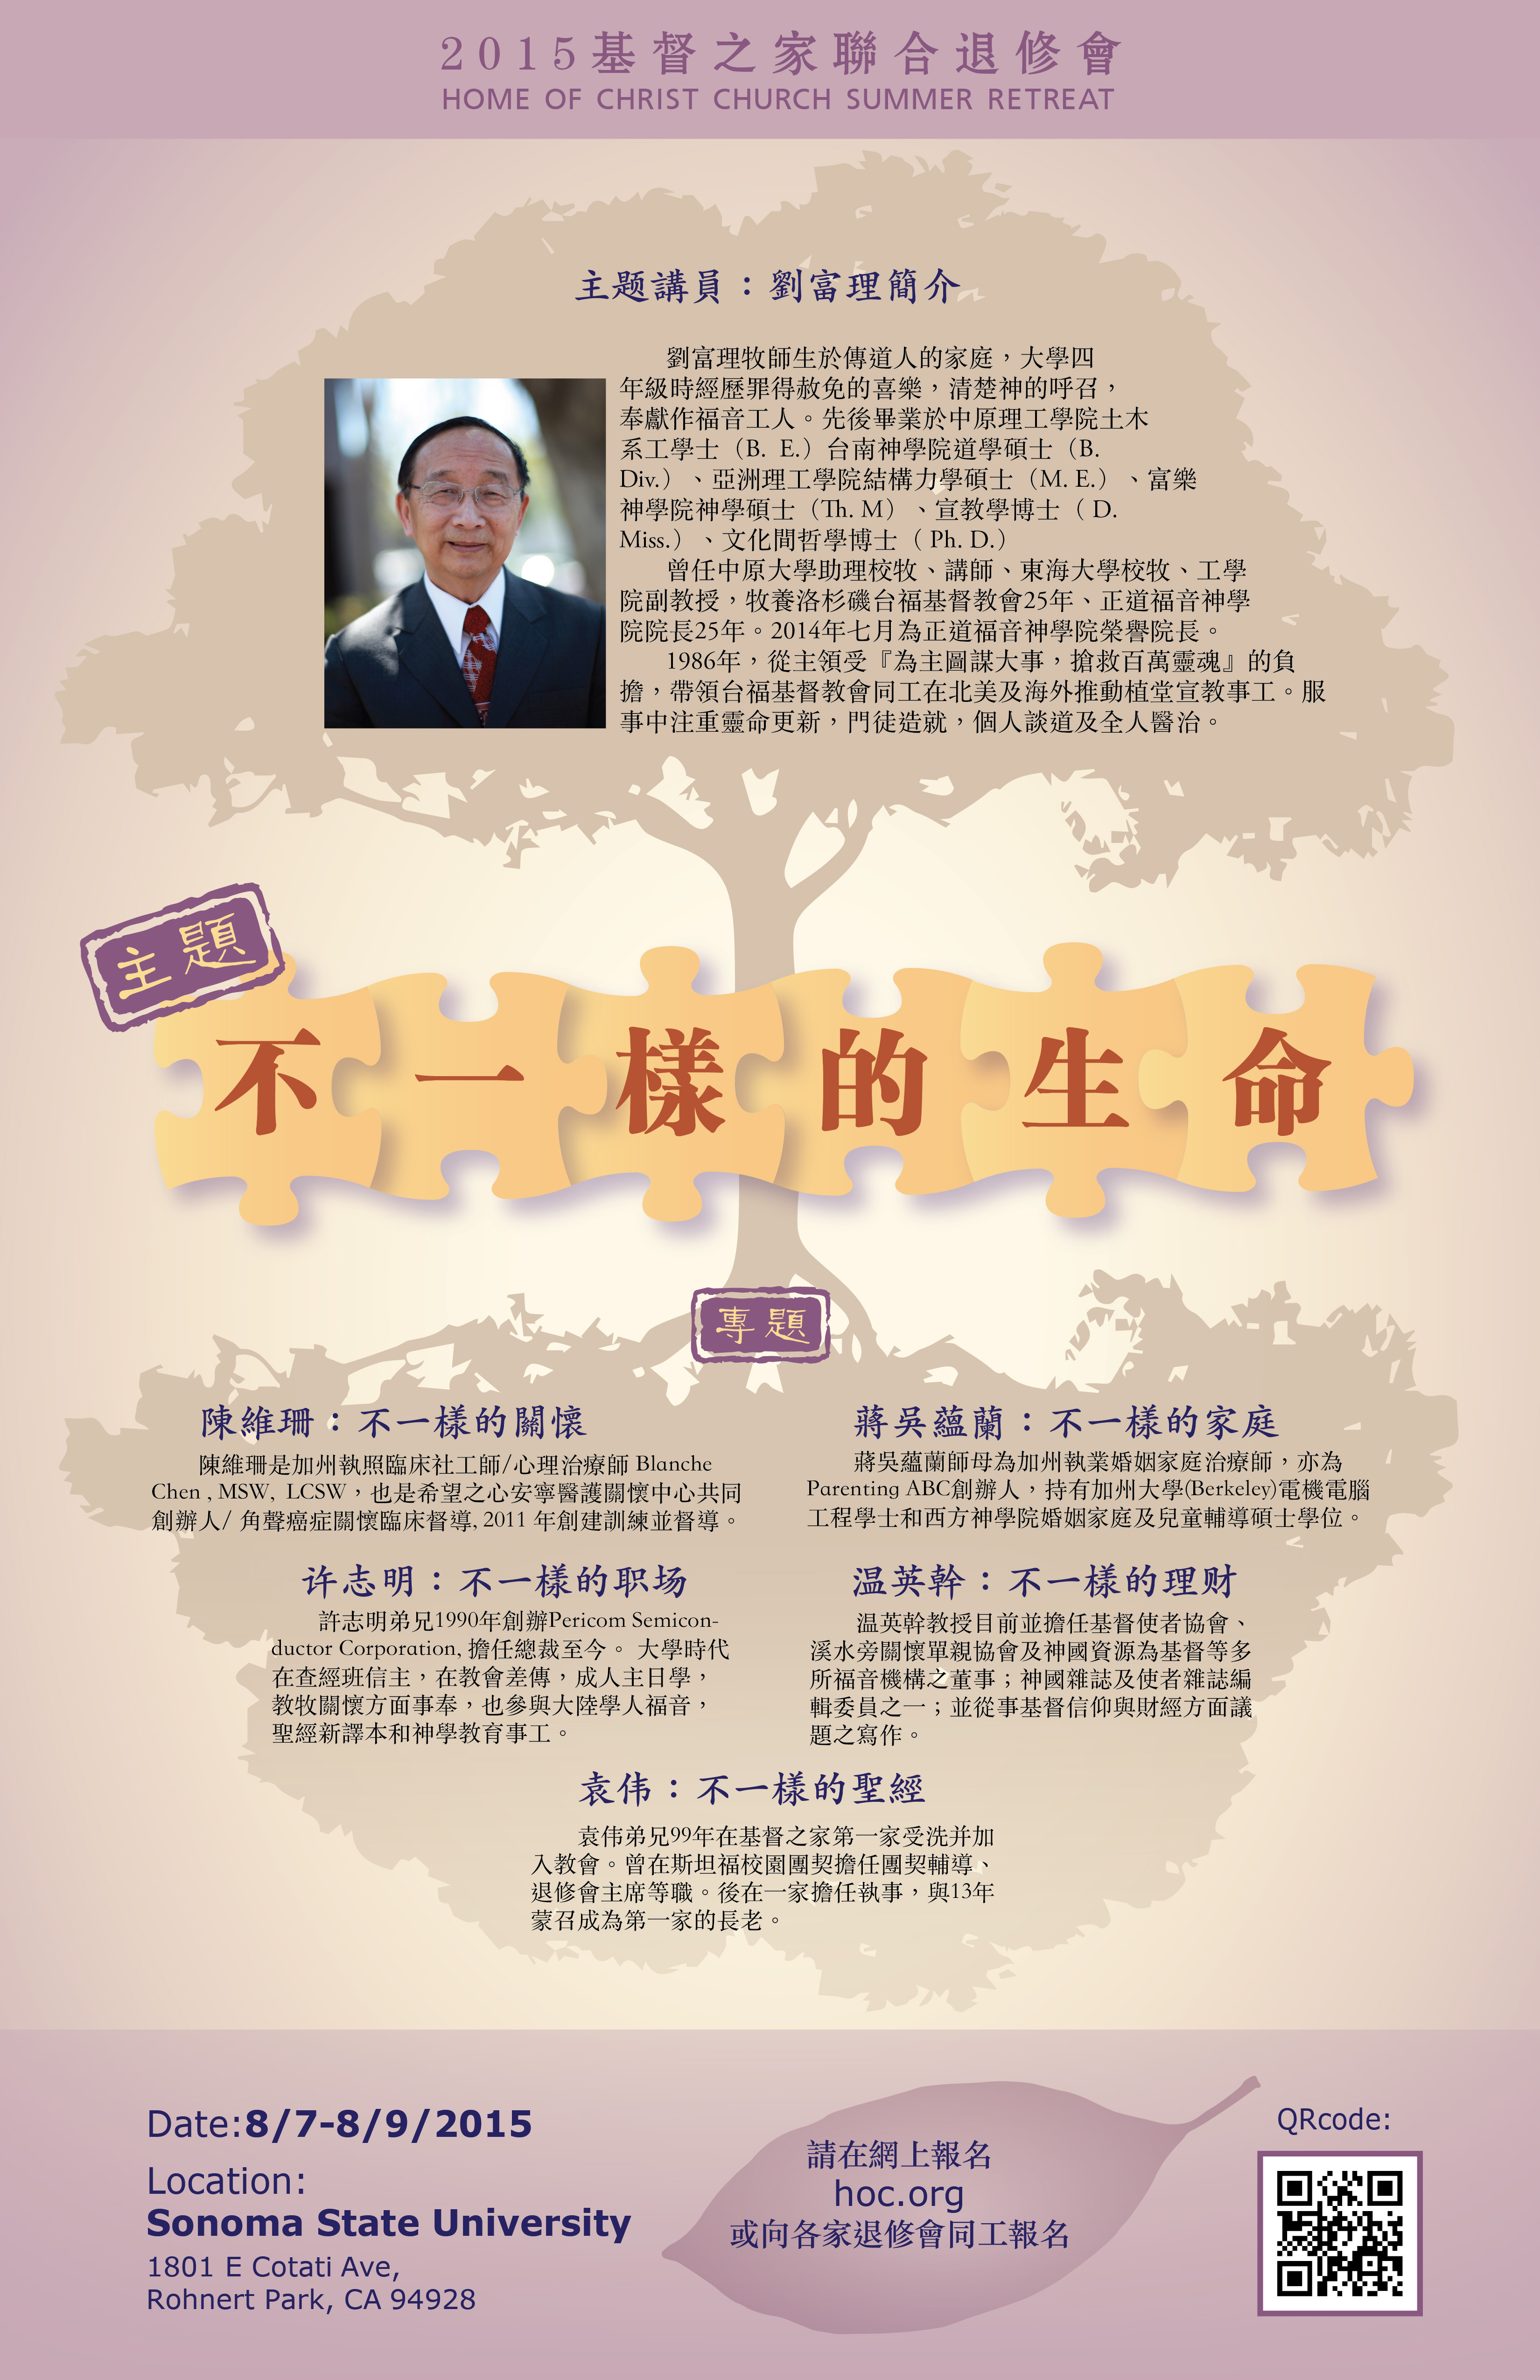 2015基督之家聯合退修會
HOME OF CHRIST CHURCH SUMMER RETREAT
主题講員：劉富理簡介
劉富理牧師生於傳道人的家庭，大學四
年級時經歷罪得赦免的喜樂，清楚神的呼召，
奉獻作福音工人。先後畢業於中原理工學院土木
系工學士（B. E.）台南神學院道學碩士（B.
Div.）、亞洲理工學院結構力學碩士（M. E.）、富樂
神學院神學碩士（Th. M）、宣教學博士（ D.
Miss.）、文化間哲學博士（ Ph. D.）
曾任中原大學助理校牧、講師、東海大學校牧、工學
院副教授，牧養洛杉磯台福基督教會25年、正道福音神學
院院長25年。2014年七月為正道福音神學院榮譽院長。
1986年，從主領受『為主圖謀大事，搶救百萬靈魂』的負
擔，帶領台福基督教會同工在北美及海外推動植堂宣教事工。服
事中注重靈命更新，門徒造就，個人談道及全人醫治。
主題
不一樣的生命
專題
陳維珊：不一樣的關懷
陳維珊是加州執照臨床社工師/心理治療師 Blanche
Chen , MSW, LCSW，也是希望之心安寧醫護關懷中心共同
創辦人/ 角聲癌症關懷臨床督導, 2011 年創建訓練並督導。
蔣吳蘊蘭：不一樣的家庭
蔣吳蘊蘭師母為加州執業婚姻家庭治療師，亦為
Parenting ABC創辦人，持有加州大學(Berkeley)電機電腦
工程學士和西方神學院婚姻家庭及兒童輔導碩士學位。
许志明：不一樣的职场
許志明弟兄1990年創辦Pericom Semicon-
ductor Corporation, 擔任總裁至今。 大學時代
在查經班信主，在教會差傳，成人主日學，
教牧關懷方面事奉，也參與大陸學人福音，
聖經新譯本和神學教育事工。
温英幹：不一樣的理财
温英幹教授目前並擔任基督使者協會、
溪水旁關懷單親協會及神國資源為基督等多
所福音機構之董事；神國雜誌及使者雜誌編
輯委員之一；並從事基督信仰與財經方面議
題之寫作。
袁伟：不一樣的聖經
袁伟弟兄99年在基督之家第一家受洗并加
入教會。曾在斯坦福校園團契擔任團契輔導、
退修會主席等職。後在一家擔任執事，與13年
蒙召成為第一家的長老。
Date:8/7-8/9/2015
Location:
Sonoma State University
1801 E Cotati Ave,
Rohnert Park, CA 94928
請在網上報名
hoc.org
或向各家退修會同工報名
QRcode: